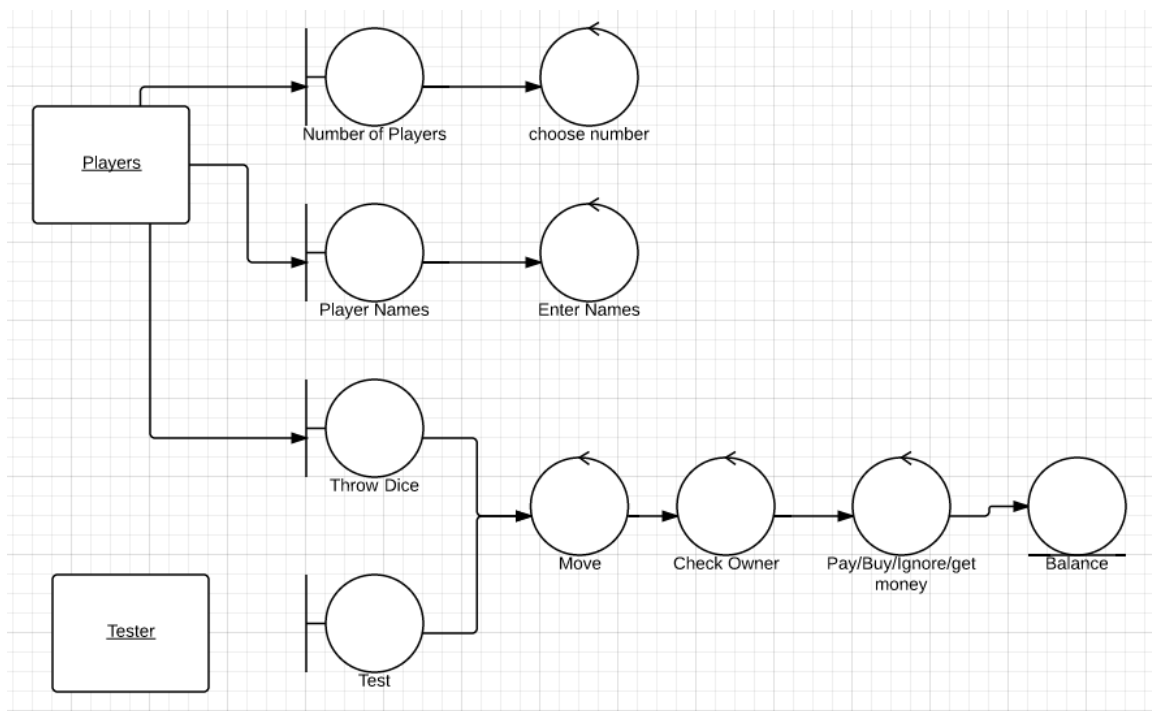 Number of Players
choose number
Players
Player Names
Enter Names
Throw Dice
Move
Check Owner
Pay/Buy/Ignore/get
money
Balance
Tester
Test